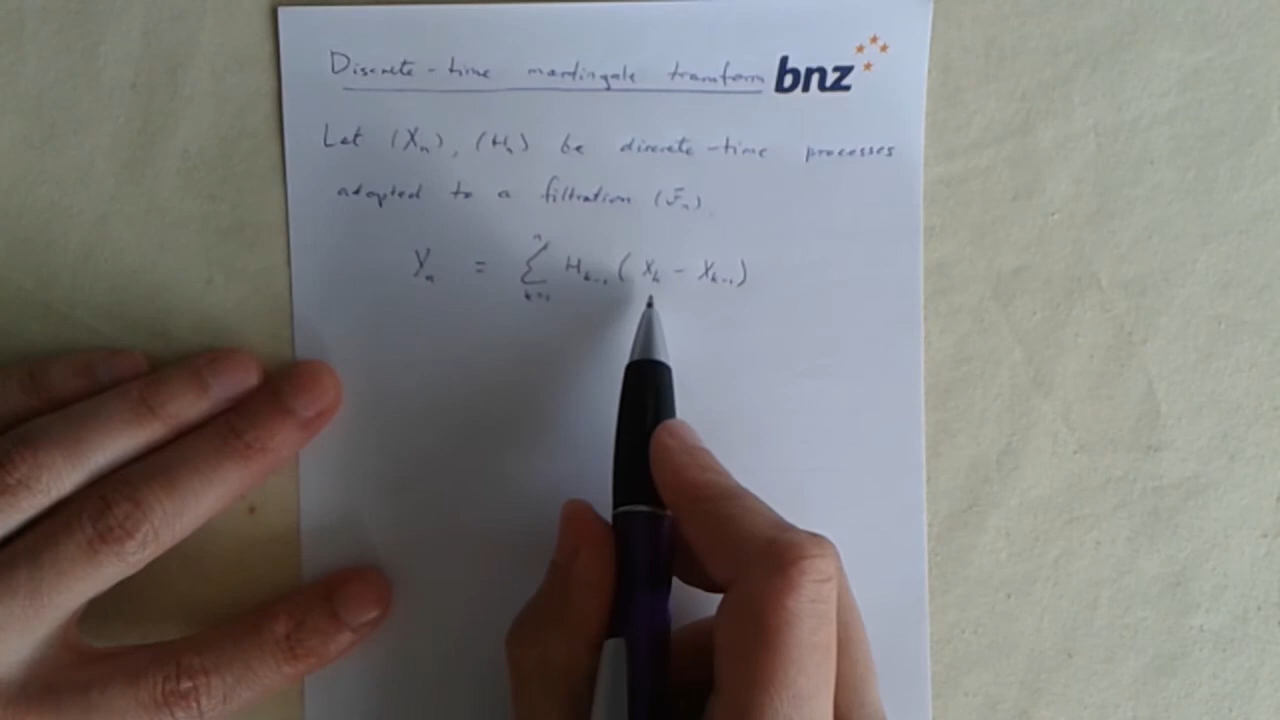 Discrete-time martingale transform
bnz
Let (Xₙ), (Hₙ) be discrete-time processes
adapted to a filtration (Fₙ).
Yₙ = ∑ₖ₌₁ⁿ Hₖ₋₁ (Xₖ - Xₖ₋₁)